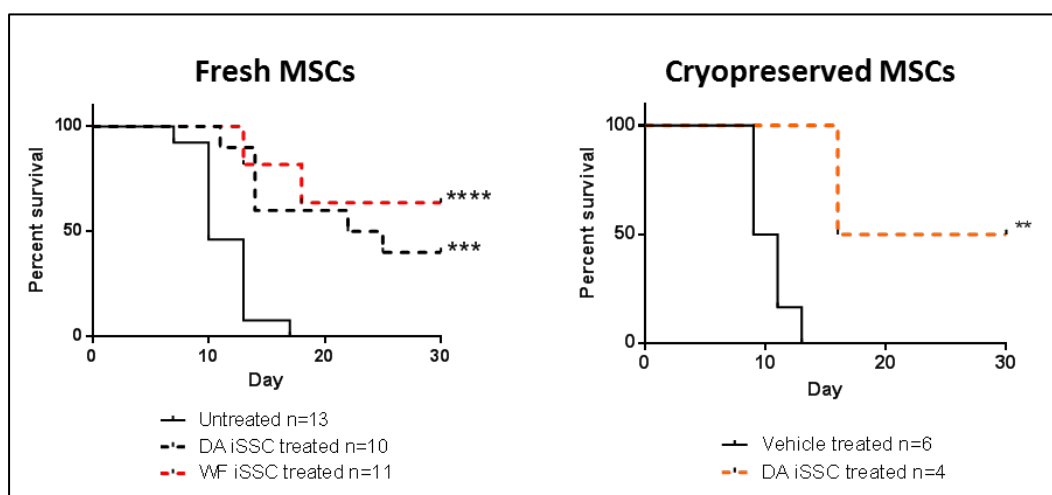 Fresh MSCs
Percent survival
100
50
0
0 10 20 30
Day
****
***
Untreated n=13
DA iSSC treated n=10
WF iSSC treated n=11
Cryopreserved MSCs
Percent survival
100
50
0
0 10 20 30
Day
**
Vehicle treated n=6
DA iSSC treated n=4